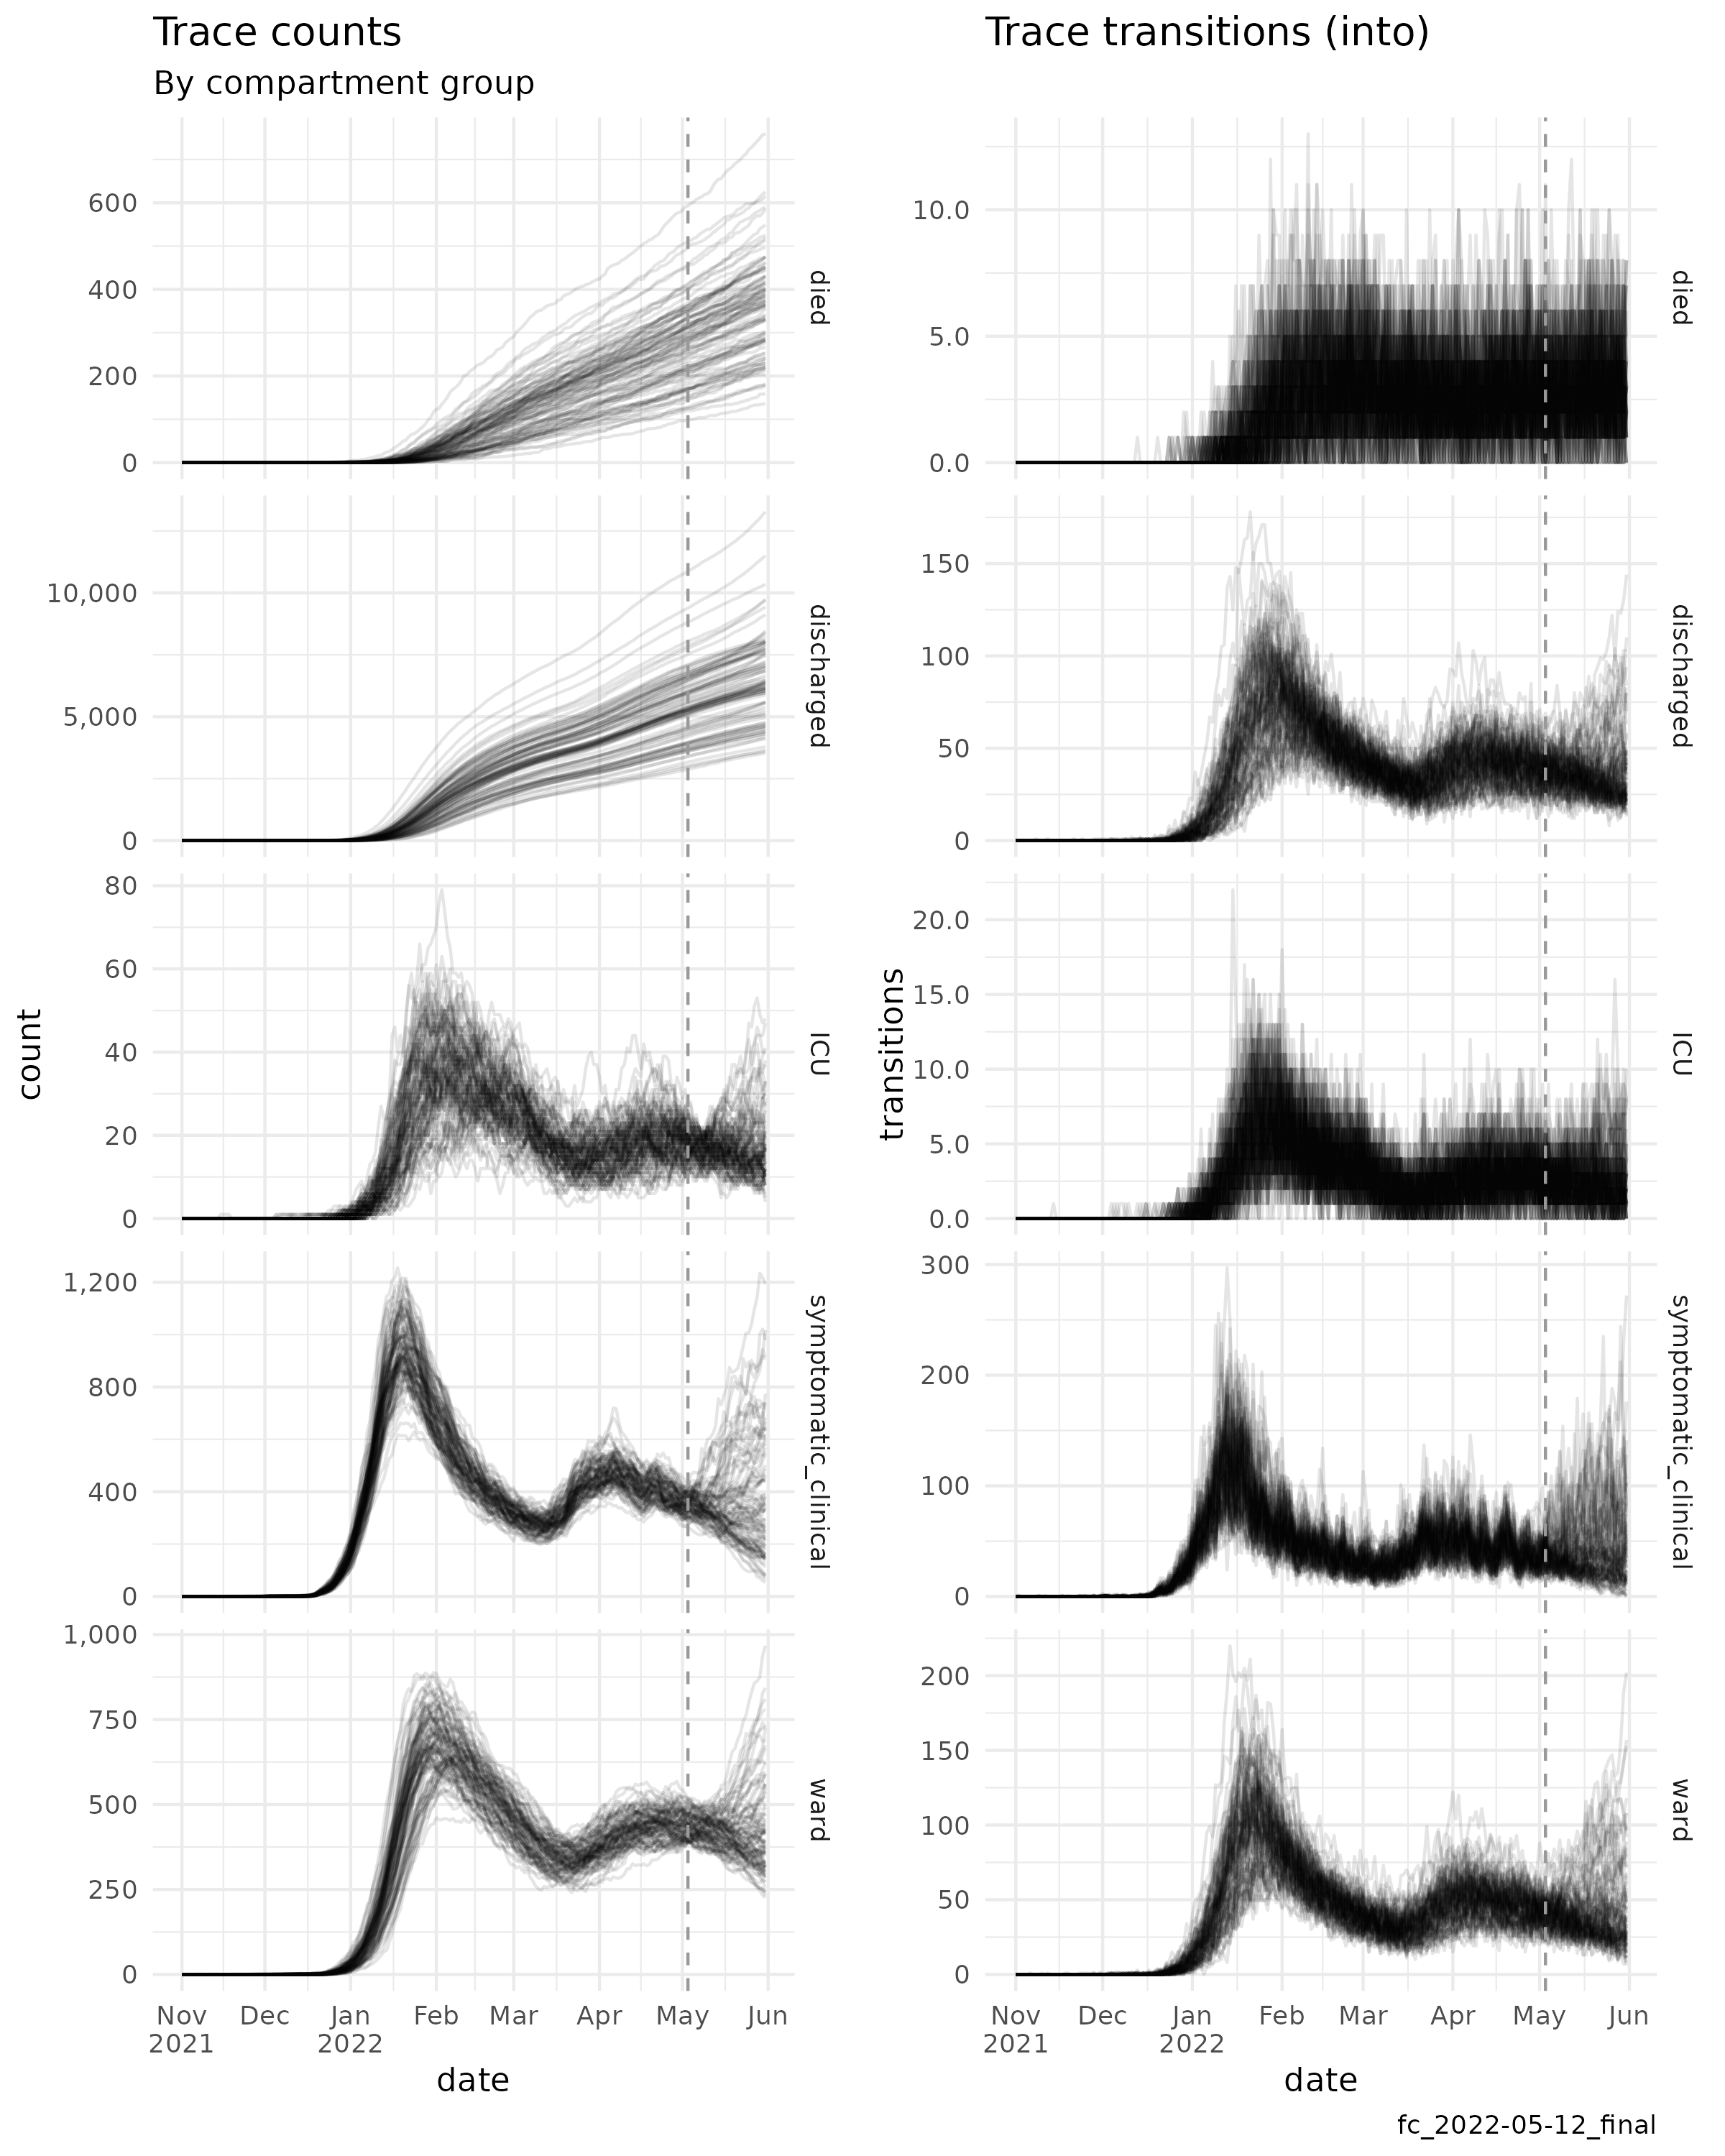 Trace counts
By compartment group
Trace transitions (into)
count
600
400
200
0
died
10,000
5,000
0
discharged
80
60
40
20
0
ICU
1,200
800
400
0
symptomatic_clinical
1,000
750
500
250
0
ward
Nov Dec Jan Feb Mar Apr May Jun
2021 2022
date
transitions
10.0
5.0
0.0
died
150
100
50
0
discharged
20.0
15.0
10.0
5.0
0.0
ICU
300
200
100
0
symptomatic_clinical
200
150
100
50
0
ward
Nov Dec Jan Feb Mar Apr May Jun
2021 2022
date
fc_2022-05-12_final